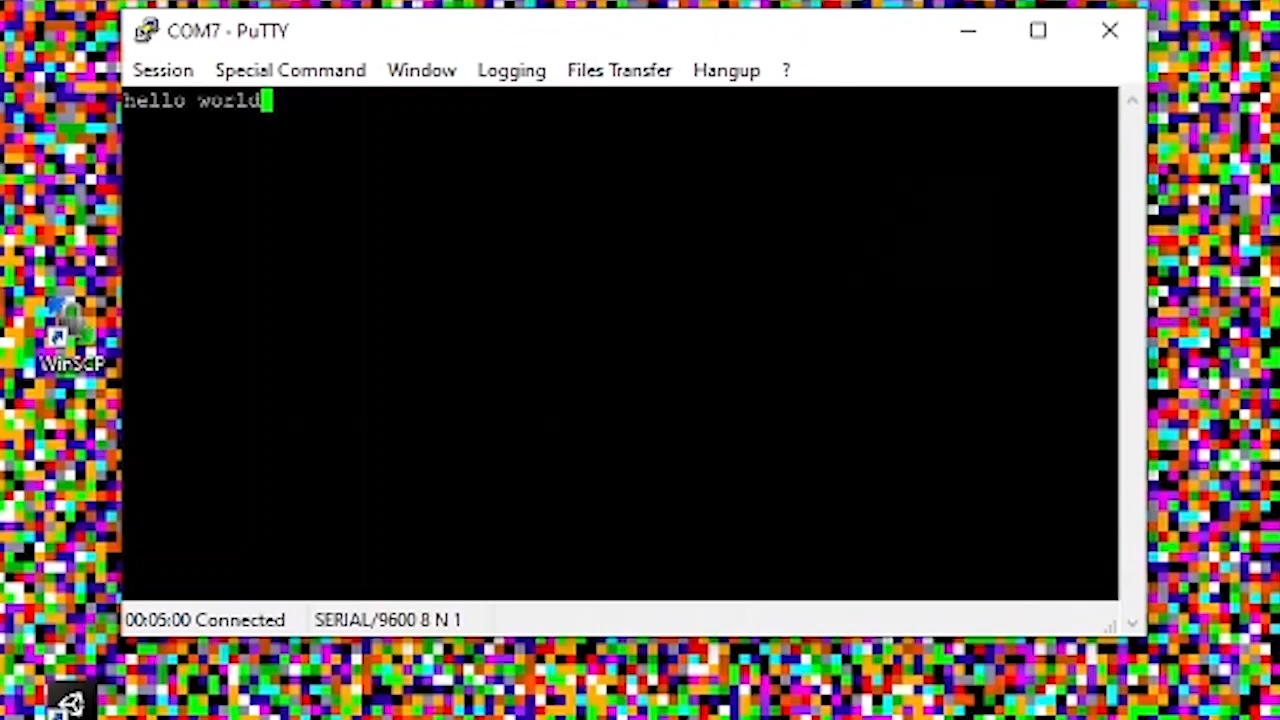 COM7 - PuTTY
Session Special Command Window Logging Files Transfer Hangup ?
hello world
WinSCP
00:05:00 Connected SERIAL/9600 8 N 1